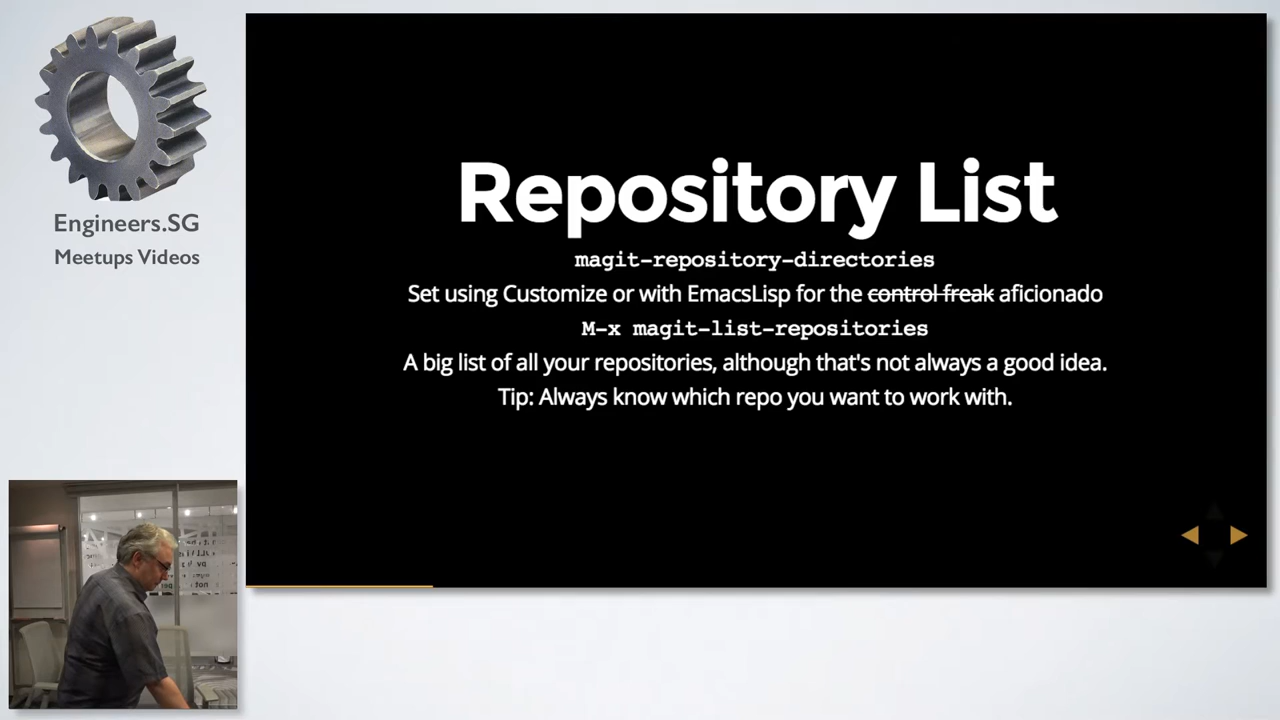 Engineers.SG
Meetups Videos
Repository List
magit-repository-directories
Set using Customize or with EmacsLisp for the control freak aficionado
M-x magit-list-repositories
A big list of all your repositories, although that's not always a good idea.
Tip: Always know which repo you want to work with.